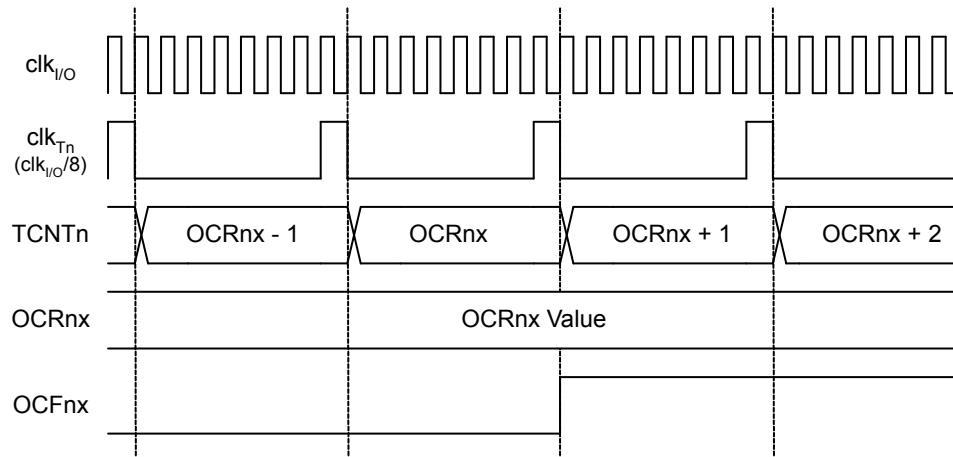 clkI/O
clkTn
(clkI/O/8)
TCNTn OCRnx - 1 OCRnx OCRnx + 1 OCRnx + 2
OCRnx OCRnx Value
OCFnx